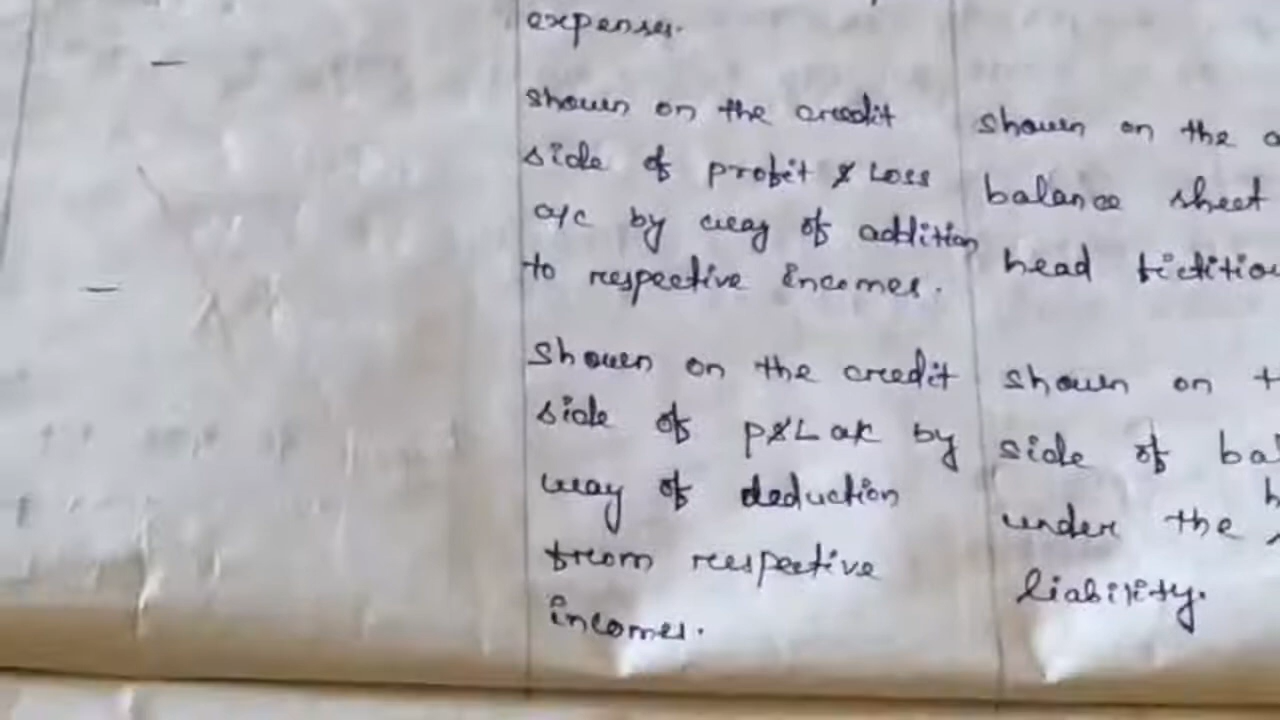 expenses.
—
shown on the credit
side of profit & Loss
a/c by way of addition
to respective incomes.
shown on the
balance sheet
head fictitiou
—
Shown on the credit
side of P&L a/c by
way of deduction
from respective
incomes.
shown on t
side of bal
under the
liability.